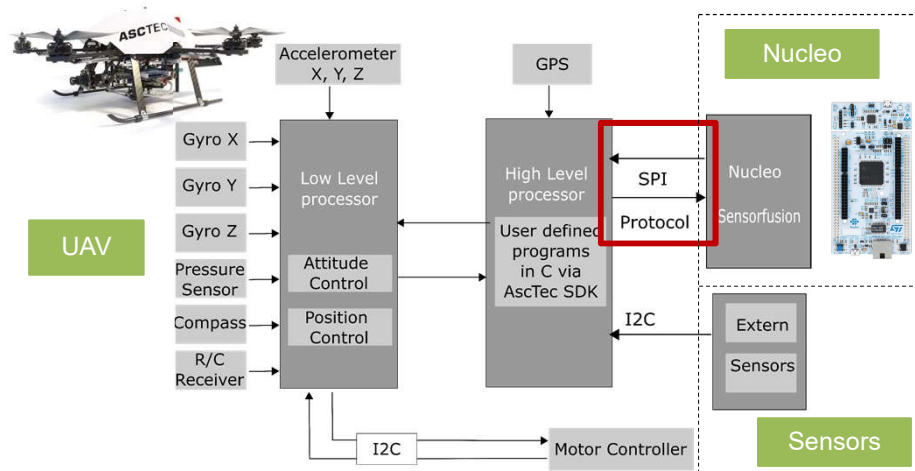 ASCTEC
Accelerometer
X, Y, Z
GPS
Nucleo
Gyro X
Gyro Y
Gyro Z
Pressure
Sensor
Compass
R/C
Receiver
UAV
Low Level
processor
Attitude
Control
Position
Control
High Level
processor
User defined
programs
in C via
AscTec SDK
SPI
Protocol
Nucleo
Sensorfusion
I2C
Extern
Sensors
I2C
Motor Controller
Sensors